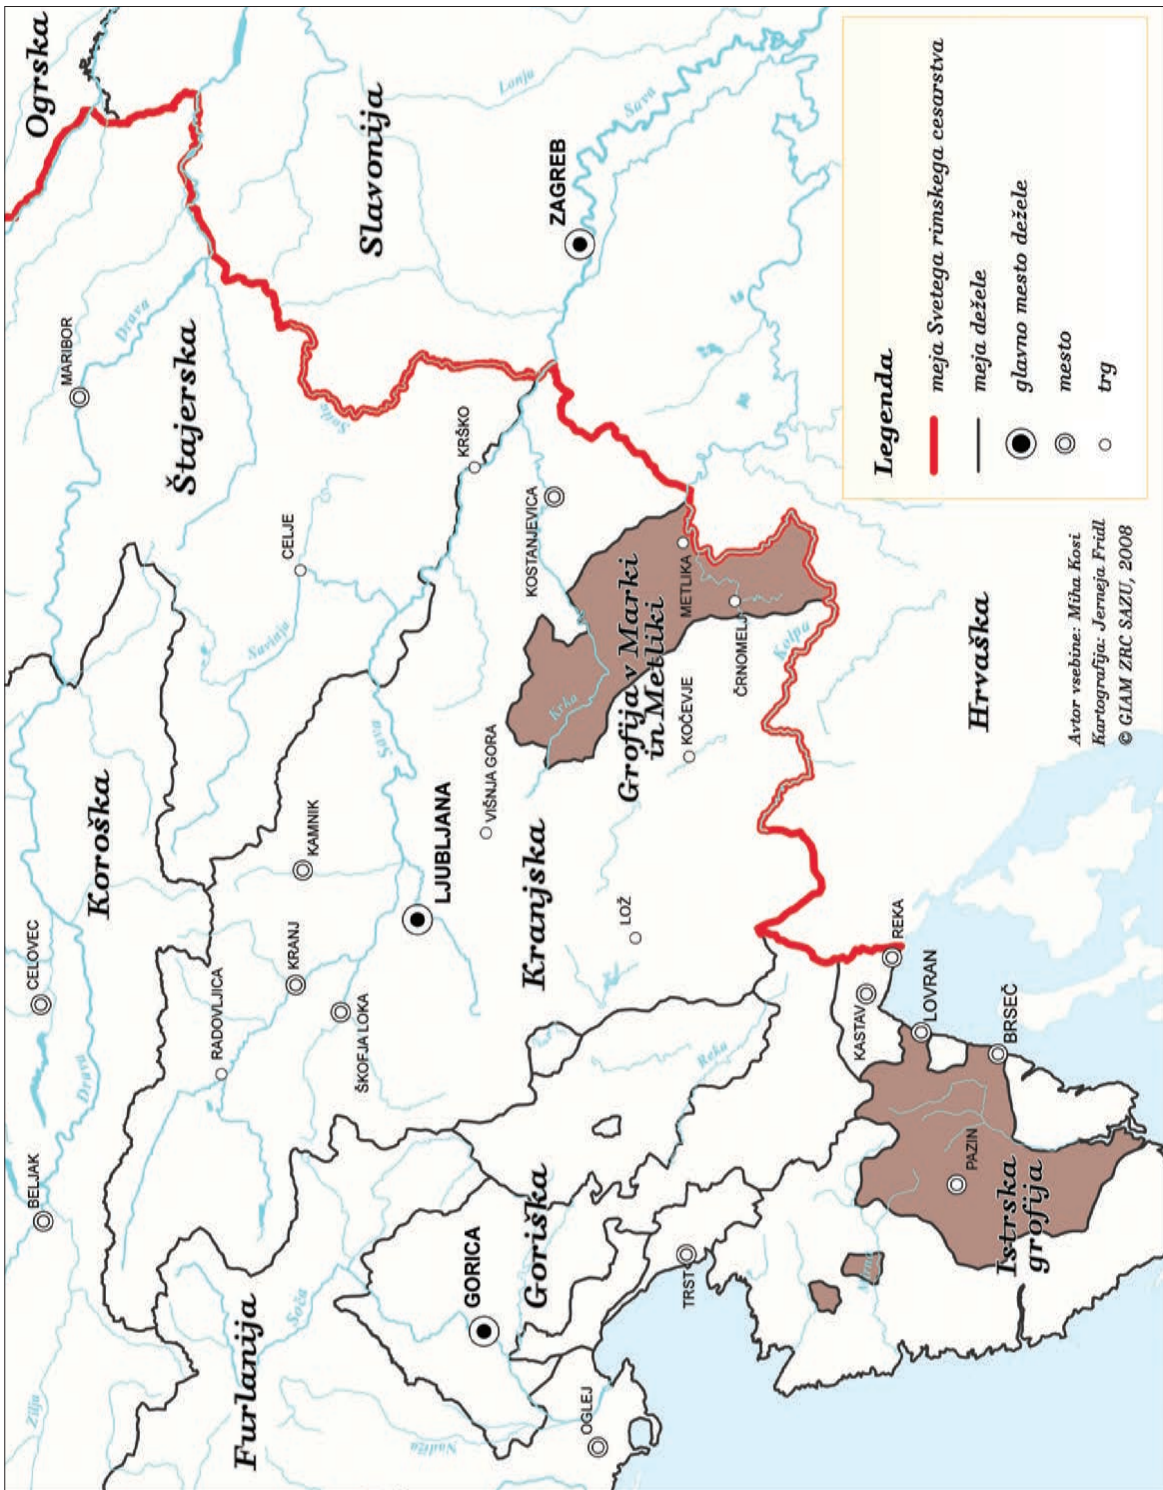 Ogrska
Slavonija
Lonja
Sava
ZAGREB
MARIBOR
Drava
Štajerska
Sotla
KRŠKO
KOSTANJEVICA
CELJE
Savinja
METLIKA
ČRNOMELJ
Kolpa
Grofija v Marki
in Metliki
Krka
KOČEVJE
VIŠNJA GORA
Sava
Koroška
KAMNIK
LJUBLJANA
Kranjska
LOŽ
Hrvaška
CELOVEC
KRANJ
RADOVLJICA
ŠKOFJA LOKA
Drava
BELJAK
REKA
KASTAV
LOVRAN
BRSEČ
Reka
PAZIN
Istrska
grofija
Mirna
TRST
Goriška
GORICA
Soča
Furlanija
Zilja
Nadiža
OGLEJ
Legenda
meja Svetega rimskega cesarstva
meja dežele
glavno mesto dežele
mesto
trg
Avtor vsebine: Miha Kosi
Kartografija: Jerneja Fridl
© GIAM ZRC SAZU, 2008